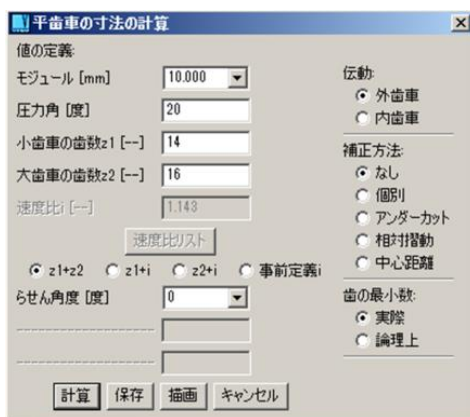 平歯車の寸法の計算
値の定義:
モジュール [mm]
10.000
圧力角 [度]
20
小歯車の歯数z1 [--]
14
大歯車の歯数z2 [--]
16
速度比i [--]
1.143
速度比リスト
z1+z2
z1+i
z2+i
事前定義i
らせん角度 [度]
0
計算
保存
描画
キャンセル
伝動:
外歯車
内歯車
補正方法:
なし
個別
アンダーカット
相対摺動
中心距離
歯の最小数:
実際
論理上